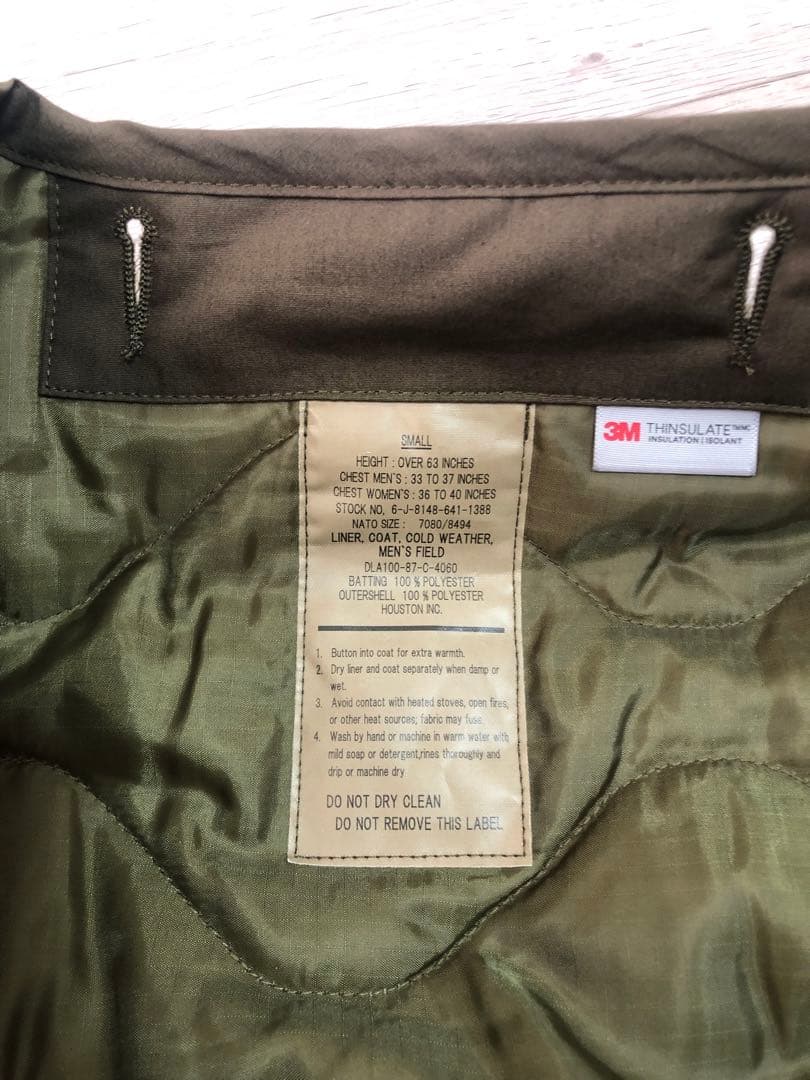 SMALL
HEIGHT : OVER 63 INCHES
CHEST MEN`S : 33 TO 37 INCHES
CHEST WOMEN`S : 36 TO 40 INCHES
STOCK NO. 6-J-8148-641-1388
NATO SIZE : 7080/8494
LINER, COAT, COLD WEATHER,
MEN`S FIELD
DLA100-87-C-4060
BATTING 100 % POLYESTER
OUTERSHELL 100 % POLYESTER
HOUSTON INC.
1. Button into coat for extra warmth.
2. Dry liner and coat separately when damp or
wet.
3. Avoid contact with heated stoves, open fires,
or other heat sources; fabric may fuse.
4. Wash by hand or machine in warm water with
mild soap or detergent,rines thoroughly and
drip or machine dry
DO NOT DRY CLEAN
DO NOT REMOVE THIS LABEL
3M THINSULATE™/MC
INSULATION | ISOLANT